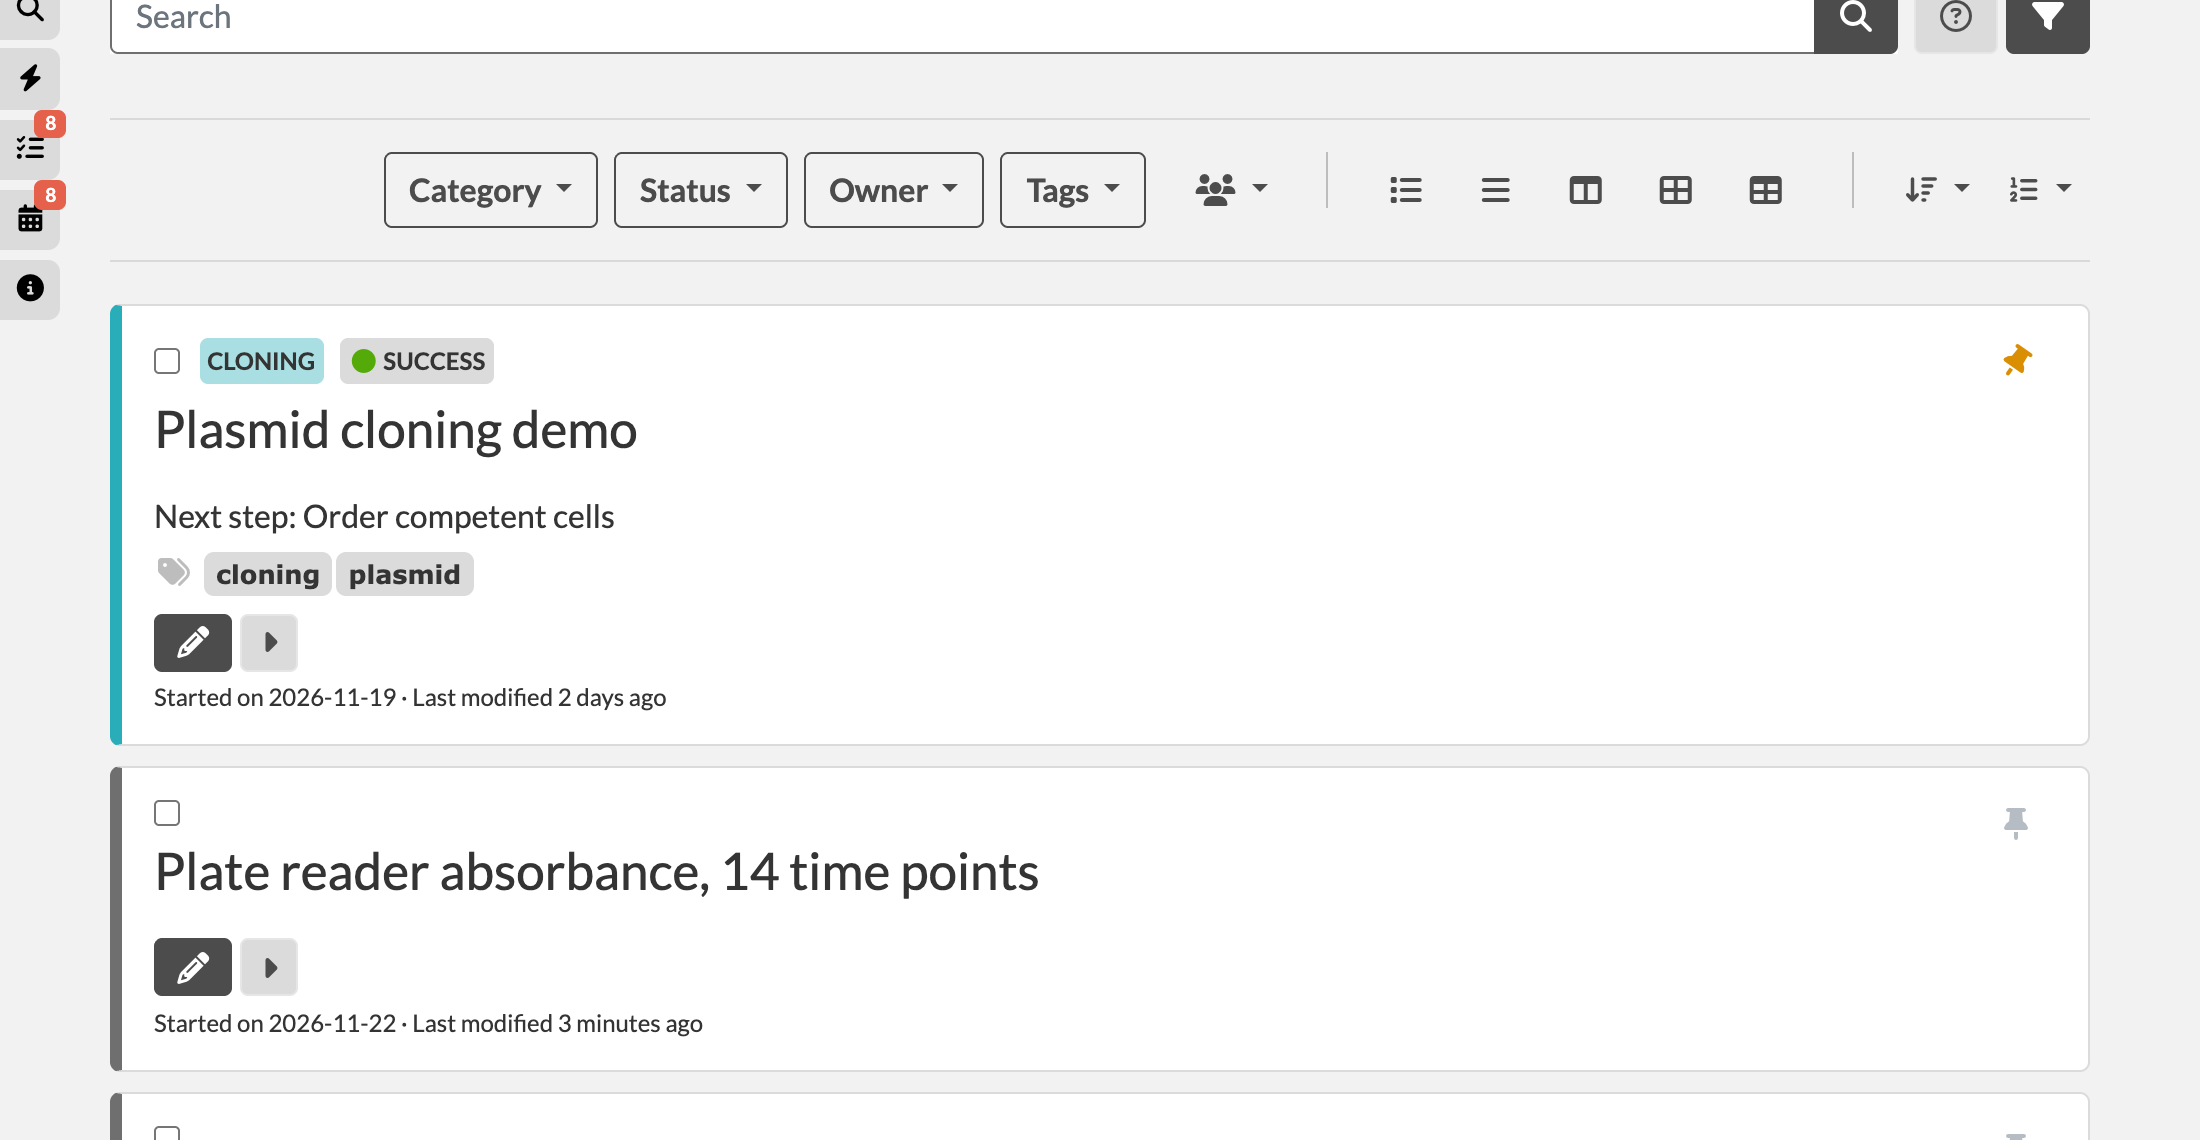 Search
8
8
Category Status Owner Tags
CLONING SUCCESS
Plasmid cloning demo
Next step: Order competent cells
cloning plasmid
Started on 2026-11-19 · Last modified 2 days ago
Plate reader absorbance, 14 time points
Started on 2026-11-22 · Last modified 3 minutes ago